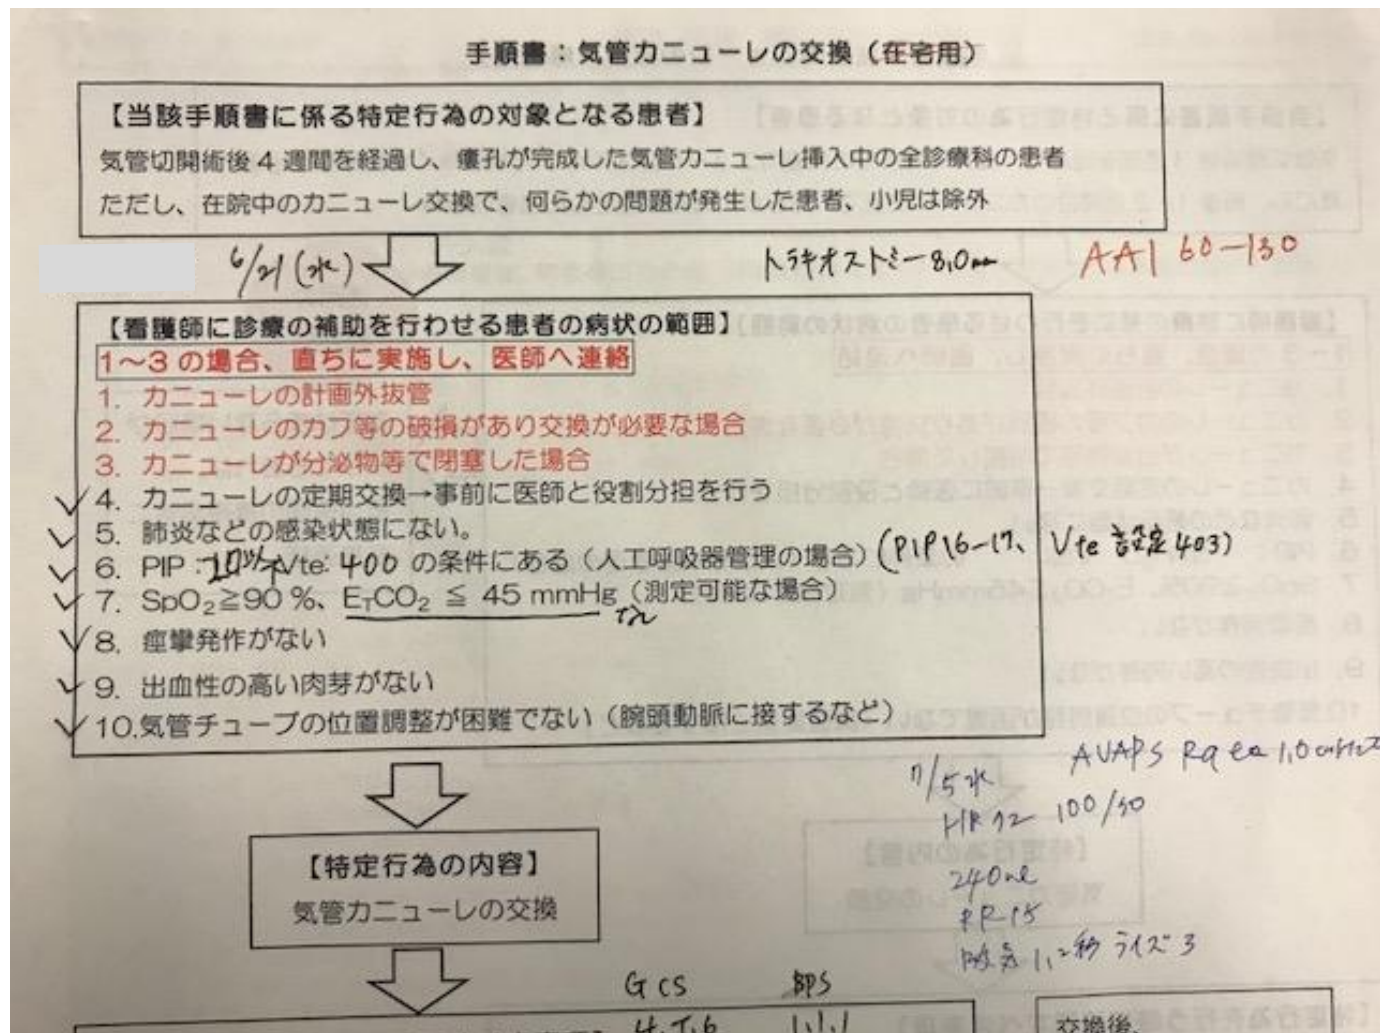 手順書：気管カニューレの交換（在宅用）
【当該手順書に係る特定行為の対象となる患者】
気管切開術後 4 週間を経過し、瘻孔が完成した気管カニューレ挿入中の全診療科の患者
ただし、在院中のカニューレ交換で、何らかの問題が発生した患者、小児は除外
6/21(水)
トラキオストミー8.0mm
AAI 60-130
【看護師に診療の補助を行わせる患者の病状の範囲】
1～3 の場合、直ちに実施し、医師へ連絡
1. カニューレの計画外抜管
2. カニューレのカフ等の破損があり交換が必要な場合
3. カニューレが分泌物等で閉塞した場合
4. カニューレの定期交換→事前に医師と役割分担を行う
5. 肺炎などの感染状態にない。
6. PIP: Vte: 400 の条件にある（人工呼吸器管理の場合）(PIP16-17、Vte 設定 403)
7. SpO₂≧90 %、ETCO₂ ≦ 45 mmHg（測定可能な場合）
8. 痙攣発作がない
9. 出血性の高い肉芽がない
10.気管チューブの位置調整が困難でない（腕頭動脈に接するなど）
AVAPS Rate 1.0
7/5 水
HR 72 100/50
240ml
RR 15
吸気 1.2秒 ライズ 3
【特定行為の内容】
気管カニューレの交換
GCS BPS
4.T.6 1.1.1
交換後、